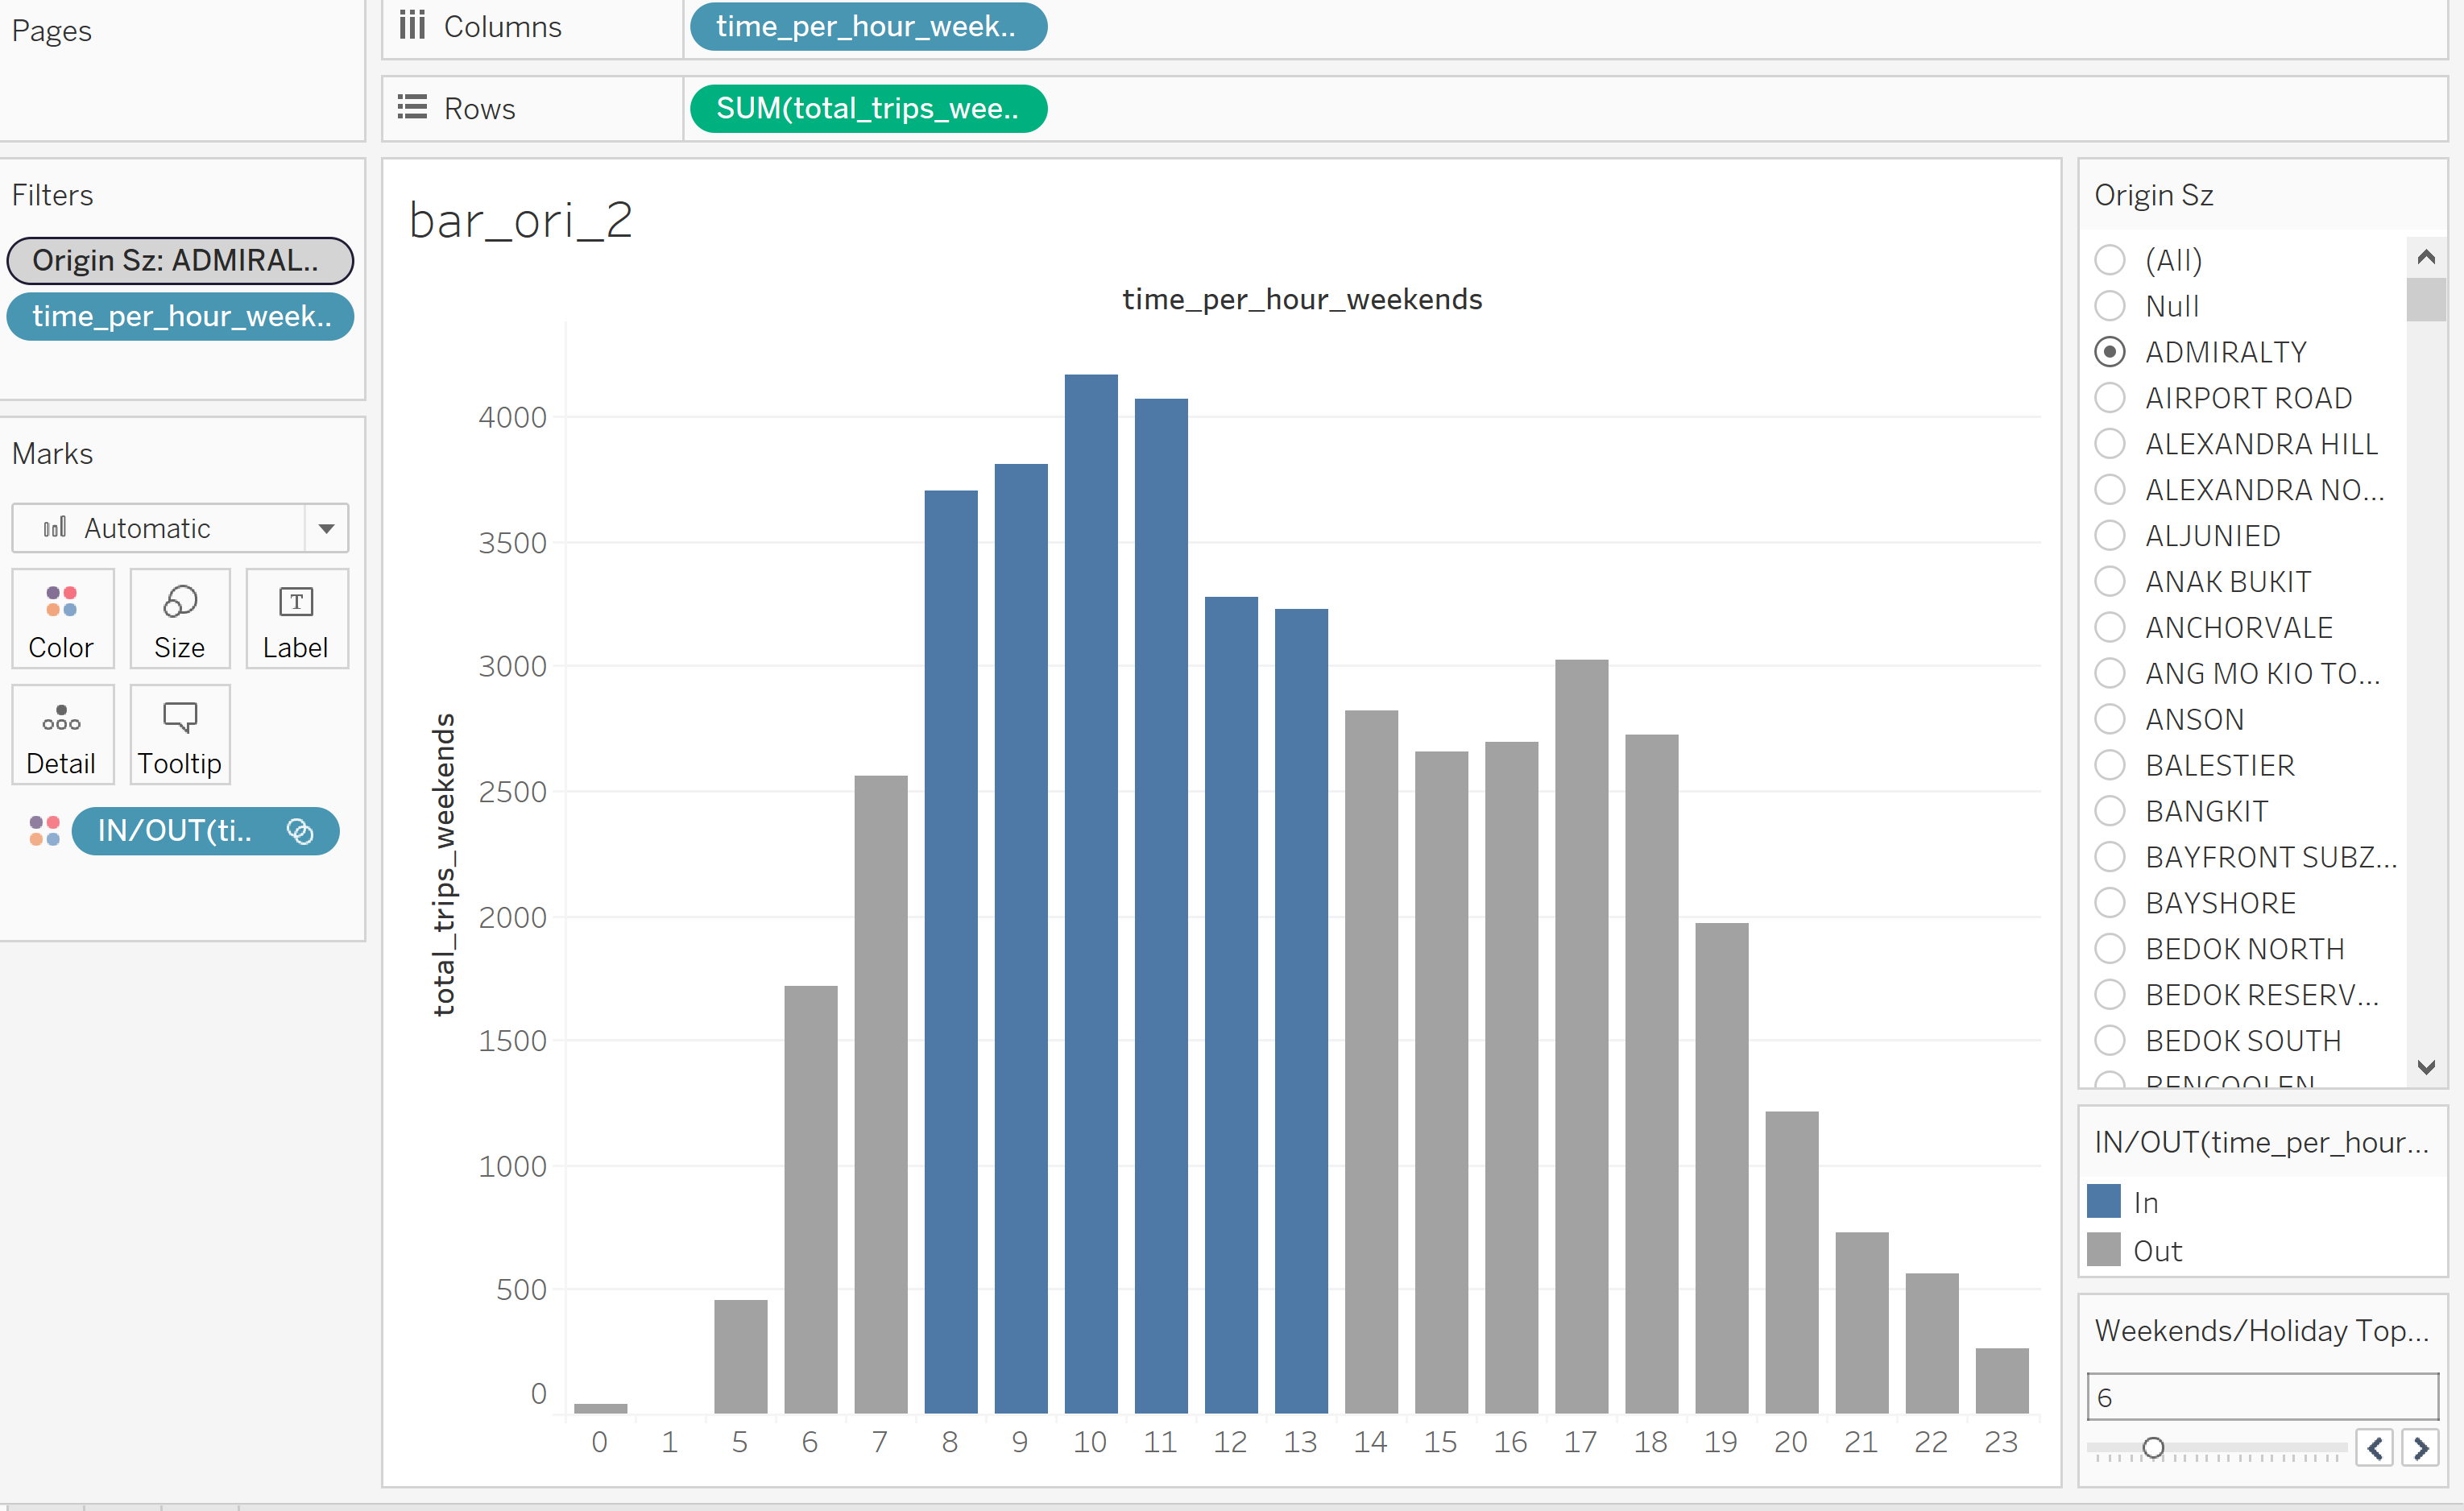 Pages
Columns
time_per_hour_week..
Rows
SUM(total_trips_wee..
Filters
Origin Sz: ADMIRAL..
time_per_hour_week..
Marks
Automatic
Color
Size
T
Label
Detail
Tooltip
IN/OUT(ti..
bar_ori_2
time_per_hour_weekends
total_trips_weekends
4000
3500
3000
2500
2000
1500
1000
500
0
0 1 5 6 7 8 9 10 11 12 13 14 15 16 17 18 19 20 21 22 23
Origin Sz
(All)
Null
ADMIRALTY
AIRPORT ROAD
ALEXANDRA HILL
ALEXANDRA NO...
ALJUNIED
ANAK BUKIT
ANCHORVALE
ANG MO KIO TO...
ANSON
BALESTIER
BANGKIT
BAYFRONT SUBZ...
BAYSHORE
BEDOK NORTH
BEDOK RESERV...
BEDOK SOUTH
BENCOOLEN
IN/OUT(time_per_hour...
In
Out
Weekends/Holiday Top...
6